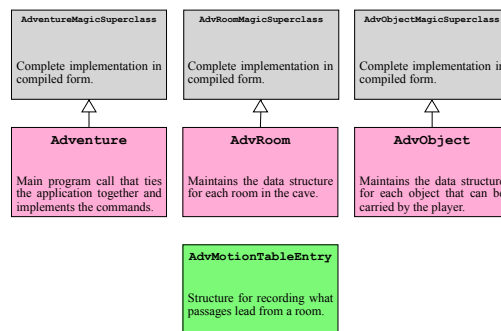 AdventureMagicSuperclass
Complete implementation in
compiled form.
AdvRoomMagicSuperclass
Complete implementation in
compiled form.
AdvObjectMagicSuperclass
Complete implementation in
compiled form.
Adventure
Main program call that ties
the application together and
implements the commands.
AdvRoom
Maintains the data structure
for each room in the cave.
AdvObject
Maintains the data structure
for each object that can be
carried by the player.
AdvMotionTableEntry
Structure for recording what
passages lead from a room.